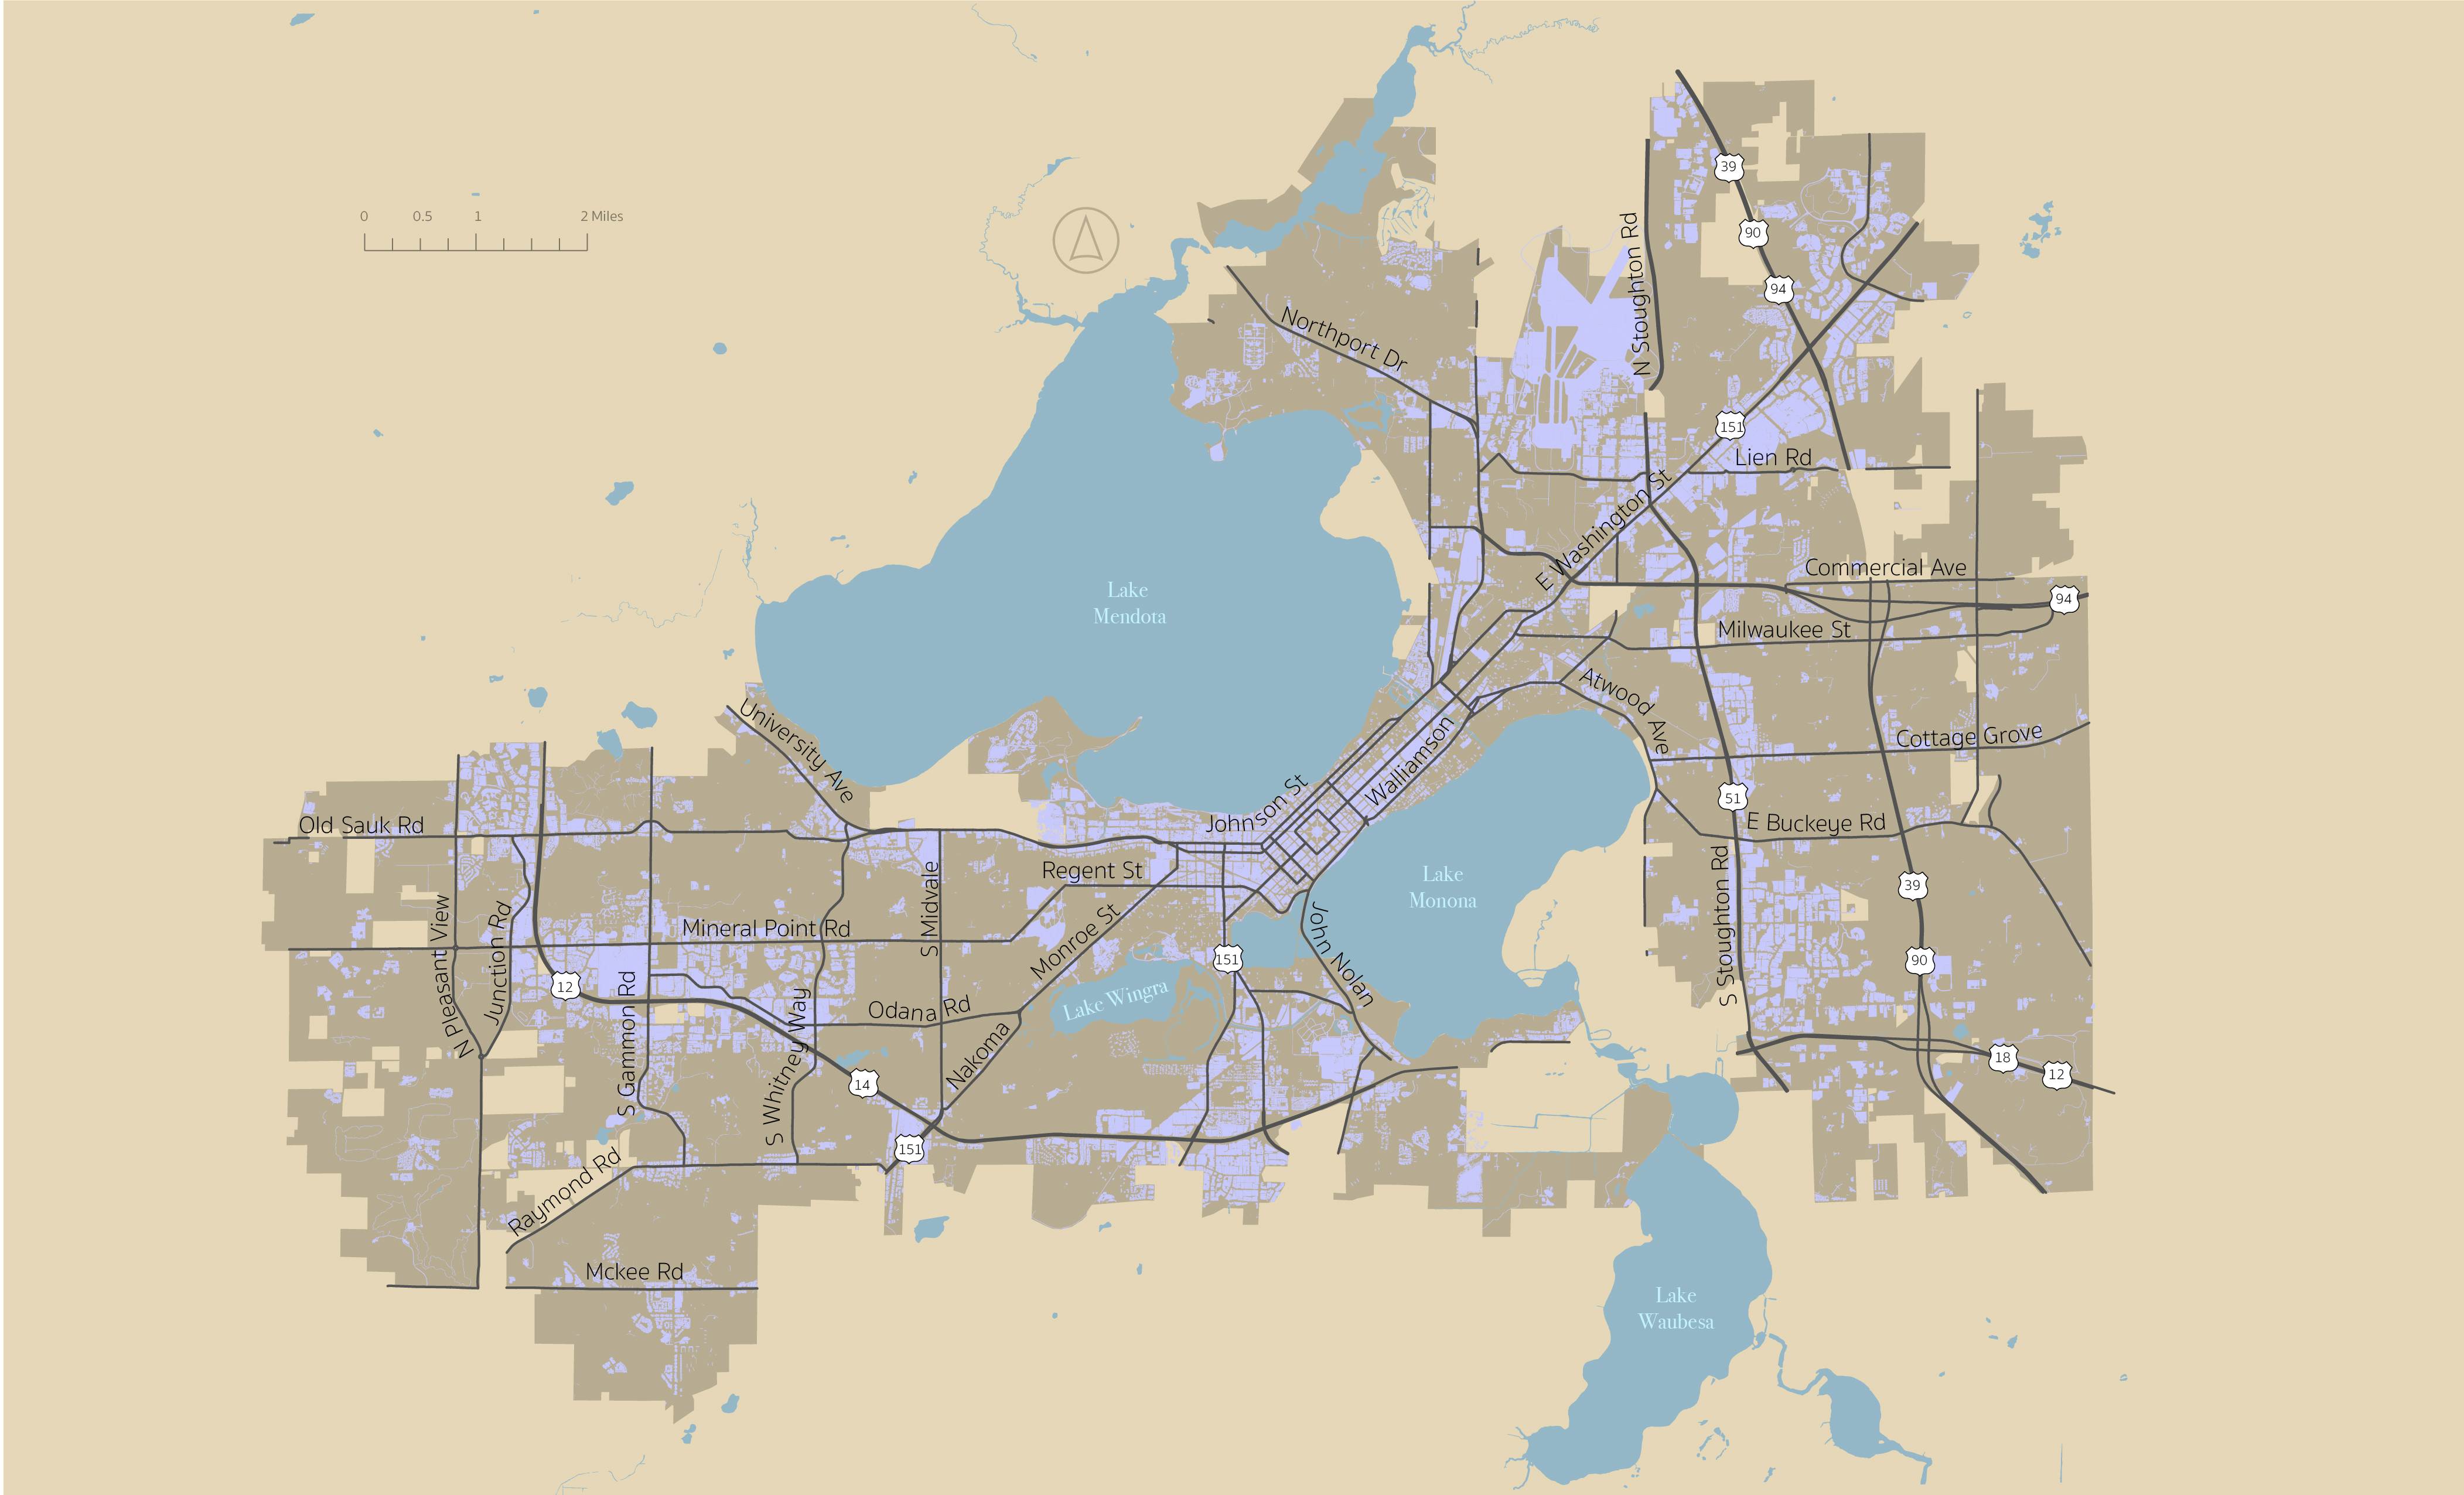 39
0 0.5 1 2 Miles
90
N Stoughton Rd
94
Northport Dr
151
Lien Rd
E Washington St
Commercial Ave
Lake
Mendota
94
Milwaukee St
Atwood Ave
University Ave
Cottage Grove
Walliamson
Johnson St
51
Old Sauk Rd
E Buckeye Rd
Regent St
Lake
Monona
39
S Midvale
Mineral Point Rd
N Pleasant View
Junction Rd
Monroe St
John Nolan
S Stoughton Rd
151
90
12
Lake Wingra
Odana Rd
S Gammon Rd
S Whitney Way
Nakoma
18
12
14
151
Raymond Rd
Mckee Rd
Lake
Waubesa